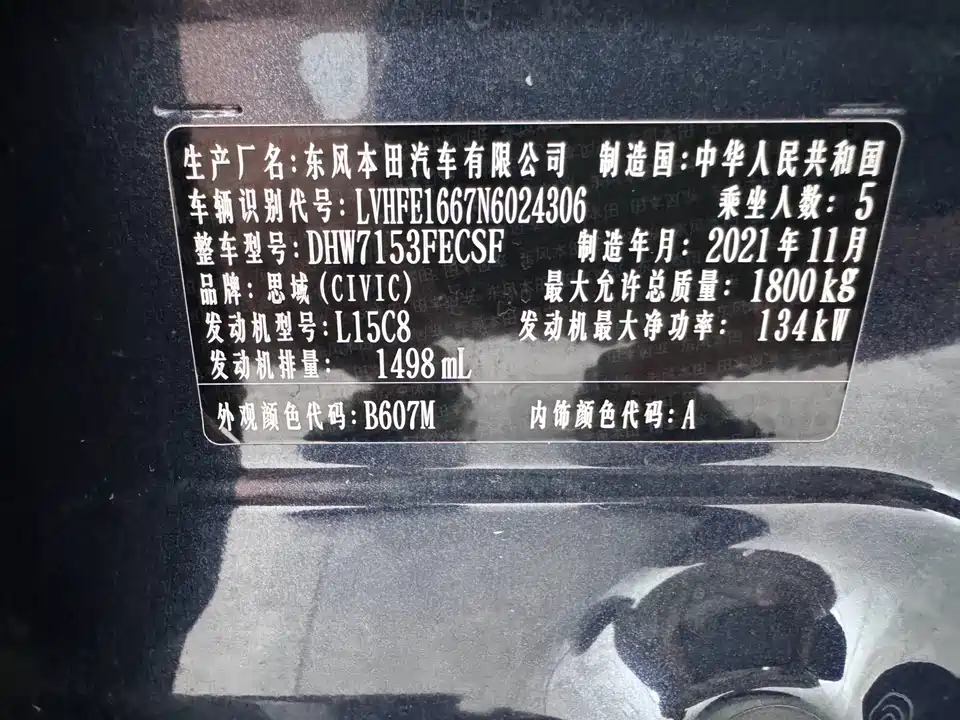 生产厂名:东风本田汽车有限公司 制造国:中华人民共和国
车辆识别代号:LVHFE1667N6024306 乘坐人数:5
整车型号:DHW7153FECSF 制造年月:2021年11月
品牌:思域(CIVIC) 最大允许总质量:1800kg
发动机型号:L15C8 发动机最大净功率:134kW
发动机排量: 1498mL
外观颜色代码:B607M 内饰颜色代码:A